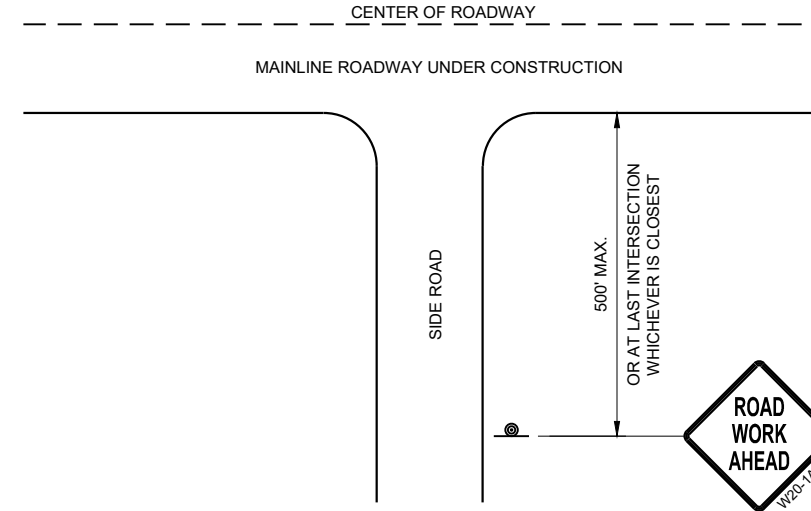 CENTER OF ROADWAY
MAINLINE ROADWAY UNDER CONSTRUCTION
SIDE ROAD
500' MAX.
OR AT LAST INTERSECTION
WHICHEVER IS CLOSEST
ROAD
WORK
AHEAD